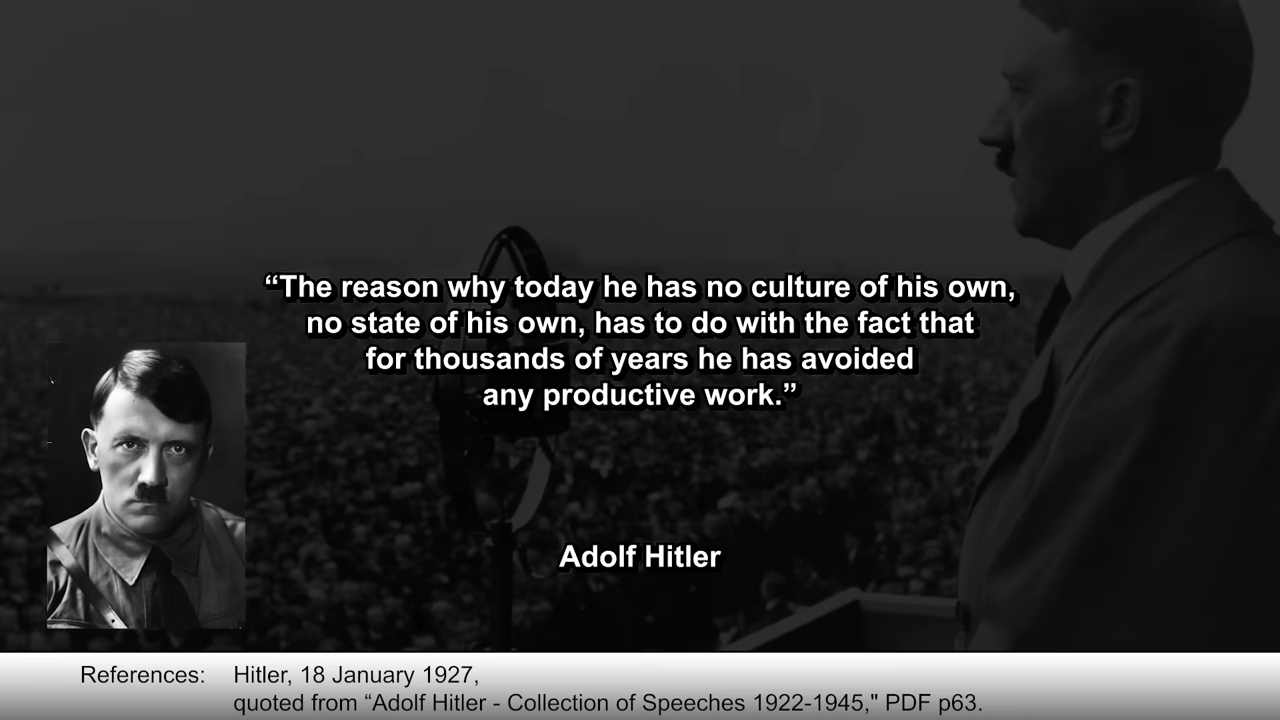 “The reason why today he has no culture of his own,
no state of his own, has to do with the fact that
for thousands of years he has avoided
any productive work.”
Adolf Hitler
References: Hitler, 18 January 1927,
quoted from “Adolf Hitler - Collection of Speeches 1922-1945," PDF p63.